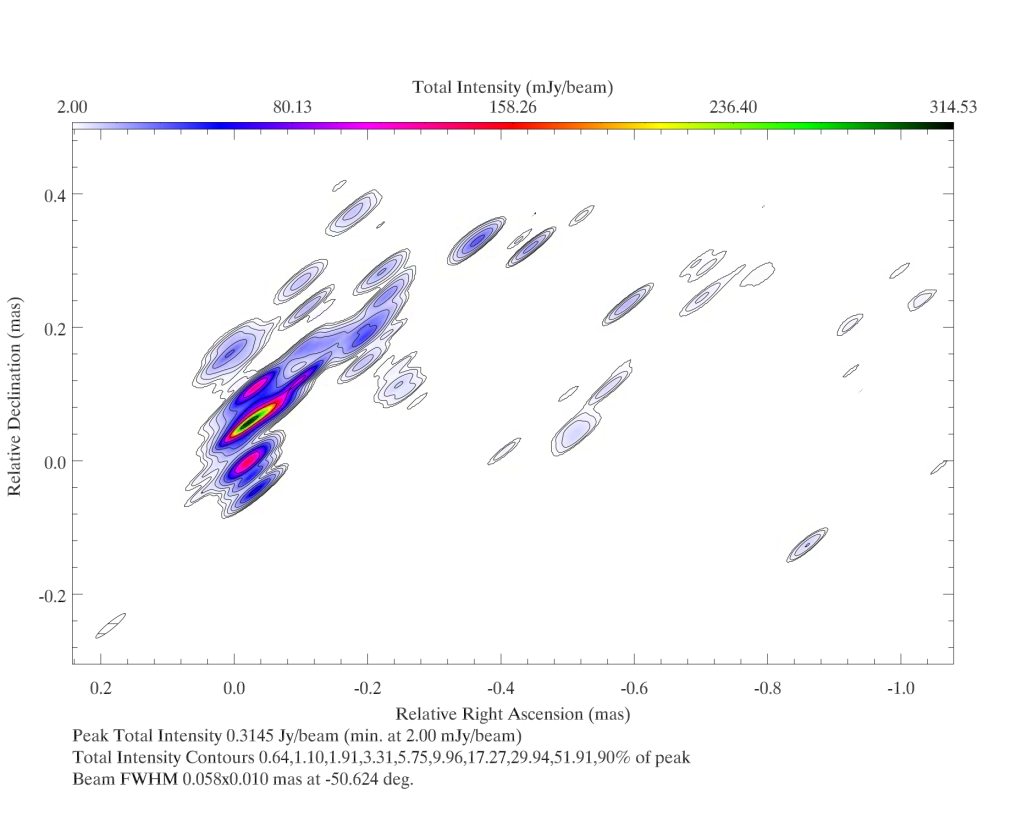 Total Intensity (mJy/beam)
2.00 80.13 158.26 236.40 314.53
0.4
0.2
0.0
-0.2
Relative Declination (mas)
0.2 0.0 -0.2 -0.4 -0.6 -0.8 -1.0
Relative Right Ascension (mas)
Peak Total Intensity 0.3145 Jy/beam (min. at 2.00 mJy/beam)
Total Intensity Contours 0.64,1.10,1.91,3.31,5.75,9.96,17.27,29.94,51.91,90% of peak
Beam FWHM 0.058x0.010 mas at -50.624 deg.